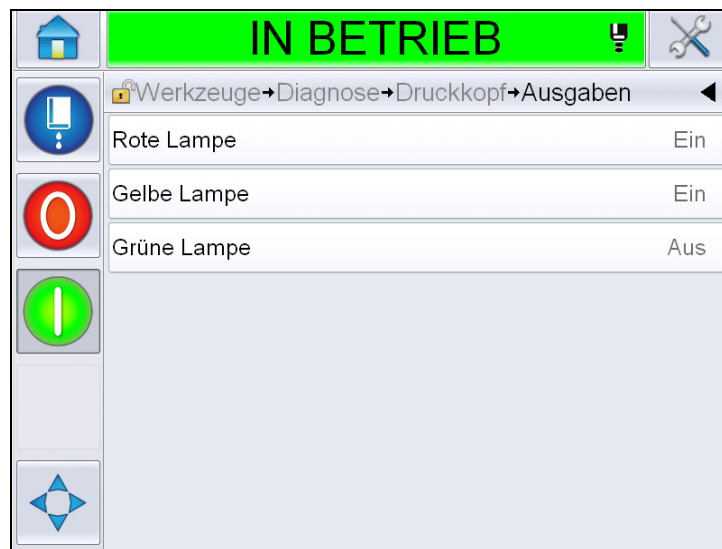 IN BETRIEB
Werkzeuge→Diagnose→Druckkopf→Ausgaben
Rote Lampe Ein
Gelbe Lampe Ein
Grüne Lampe Aus